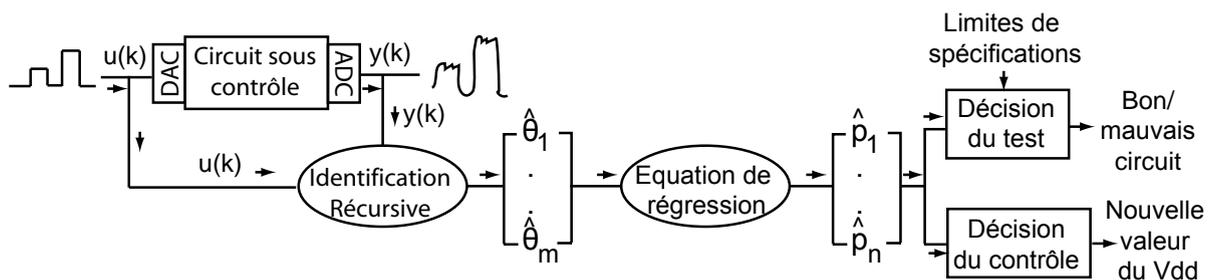 u(k)
DAC
Circuit sous
contrôle
ADC
y(k)
y(k)
u(k)
Identification
Récursive
θ̂1
.
.
θ̂m
Equation de
régression
p̂1
.
.
p̂n
Limites de
spécifications
Décision
du test
Bon/
mauvais
circuit
Décision
du contrôle
Nouvelle
valeur
du Vdd